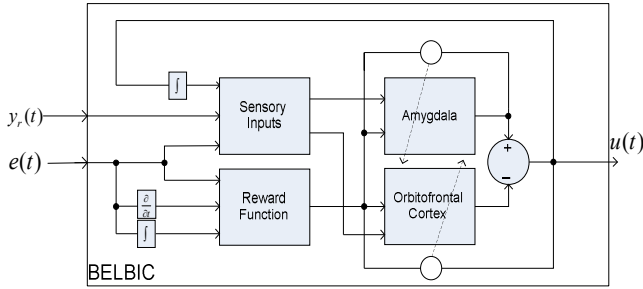 ∫
Sensory
Inputs
Amygdala
y_r(t)
e(t)
u(t)
+
−
∂/∂t
∫
Reward
Function
Orbitofrontal
Cortex
BELBIC